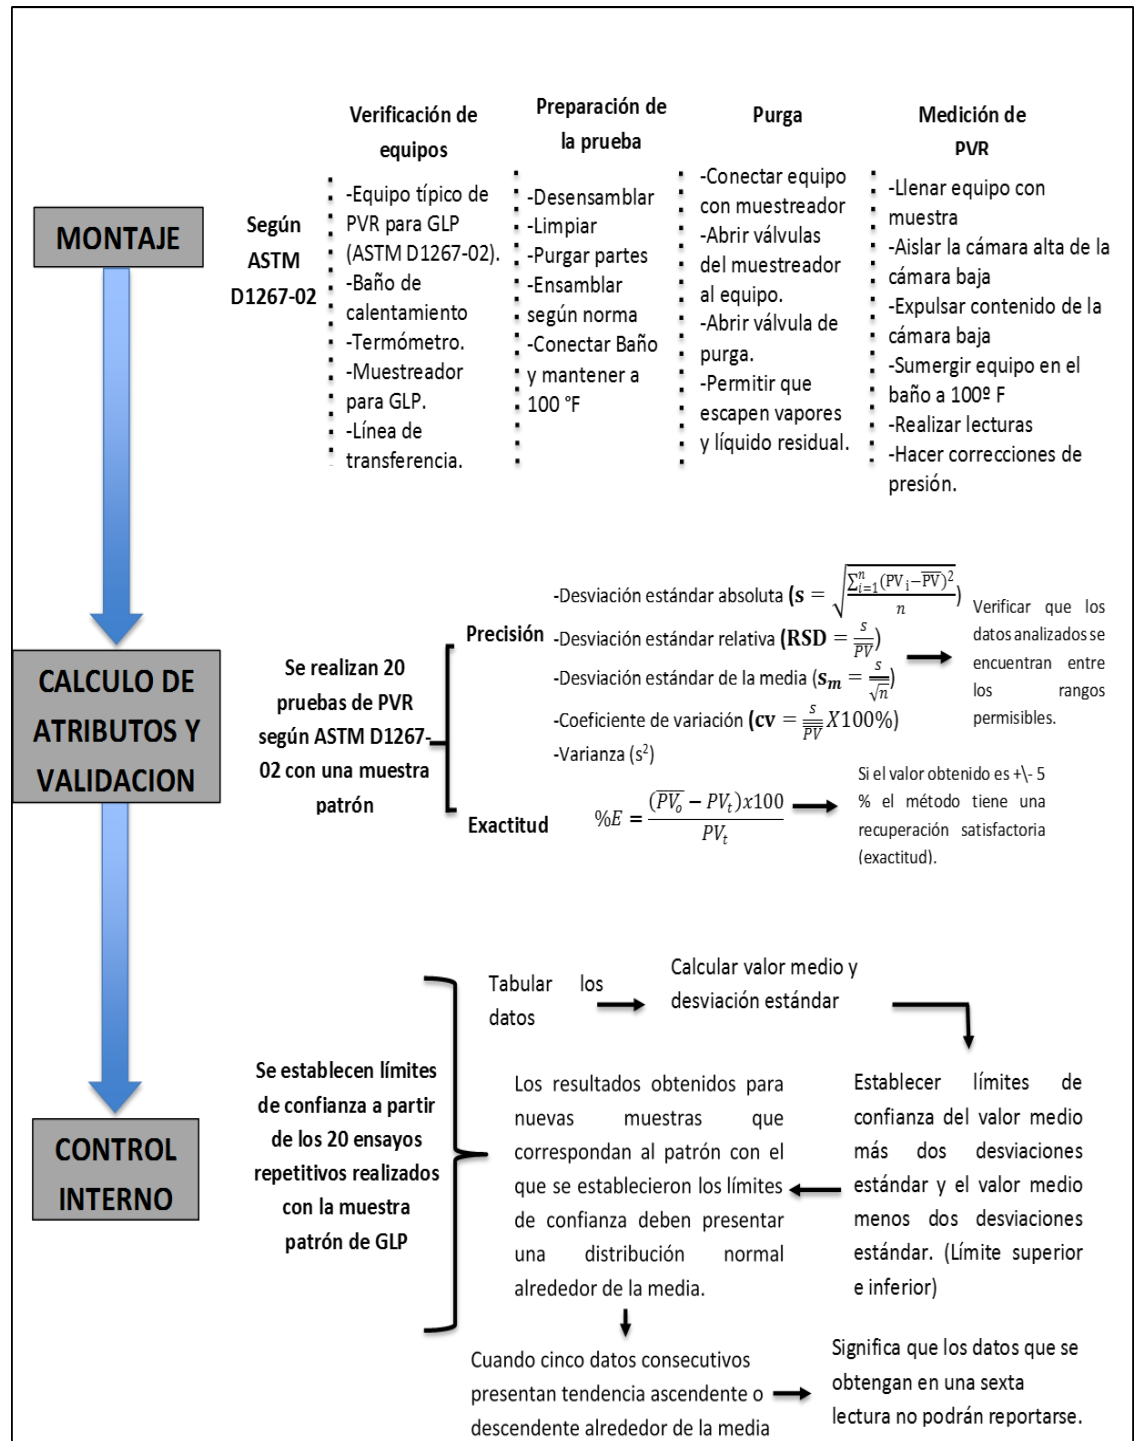 MONTAJE
Según
ASTM
D1267-02
Verificación de
equipos
-Equipo típico de
PVR para GLP
(ASTM D1267-02).
-Baño de
calentamiento
-Termómetro.
-Muestreador
para GLP.
-Línea de
transferencia.
Preparación de
la prueba
-Desensamblar
-Limpiar
-Purgar partes
-Ensamblar
según norma
-Conectar Baño
y mantener a
100 °F
Purga
-Conectar equipo
con muestreador
-Abrir válvulas
del muestreador
al equipo.
-Abrir válvula de
purga.
-Permitir que
escapen vapores
y líquido residual.
Medición de
PVR
-Llenar equipo con
muestra
-Aislar la cámara alta de la
cámara baja
-Expulsar contenido de la
cámara baja
-Sumergir equipo en el
baño a 100º F
-Realizar lecturas
-Hacer correcciones de
presión.
CALCULO DE
ATRIBUTOS Y
VALIDACION
Se realizan 20
pruebas de PVR
según ASTM D1267-
02 con una muestra
patrón
Precisión
-Desviación estándar absoluta (s = √(∑ⁿᵢ₌₁(PV i−P̅V̅)²/n))
-Desviación estándar relativa (RSD = s/P̅V̅)
-Desviación estándar de la media (sₘ = s/√n)
-Coeficiente de variación (cv = s/P̅V̅ X100%)
-Varianza (s²)
Verificar que los
datos analizados se
encuentran entre
los rangos
permisibles.
Exactitud
%E = (P̅V̅ₒ − PVₜ)x100/PVₜ
Si el valor obtenido es +\- 5
% el método tiene una
recuperación satisfactoria
(exactitud).
CONTROL
INTERNO
Se establecen límites
de confianza a partir
de los 20 ensayos
repetitivos realizados
con la muestra
patrón de GLP
Tabular los
datos
Calcular valor medio y
desviación estándar
Establecer límites de
confianza del valor medio
más dos desviaciones
estándar y el valor medio
menos dos desviaciones
estándar. (Límite superior
e inferior)
Los resultados obtenidos para
nuevas muestras que
correspondan al patrón con el
que se establecieron los límites
de confianza deben presentar
una distribución normal
alrededor de la media.
Cuando cinco datos consecutivos
presentan tendencia ascendente o
descendente alrededor de la media
Significa que los datos que se
obtengan en una sexta
lectura no podrán reportarse.